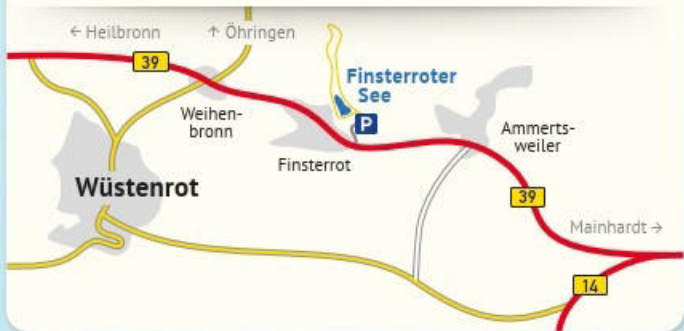 ← Heilbronn
↑ Öhringen
39
Finsterroter
See
P
Weihen-
bronn
Ammerts-
weiler
Finsterrot
Wüstenrot
39
Mainhardt →
14